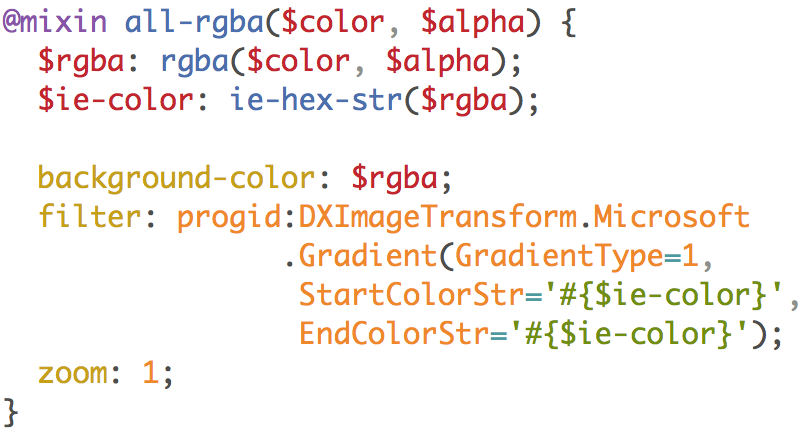 @mixin all-rgba($color, $alpha) {
  $rgba: rgba($color, $alpha);
  $ie-color: ie-hex-str($rgba);

  background-color: $rgba;
  filter: progid:DXImageTransform.Microsoft
                .Gradient(GradientType=1,
                 StartColorStr='#{$ie-color}',
                 EndColorStr='#{$ie-color}');
  zoom: 1;
}